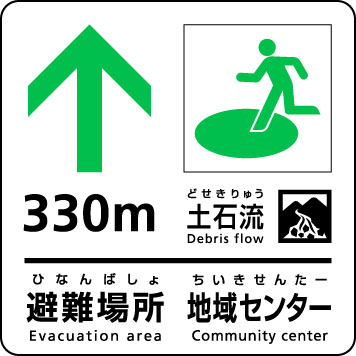 330m
どせきりゅう
土石流
Debris flow
ひなんばしょ
避難場所
Evacuation area
ちいきせんたー
地域センター
Community center